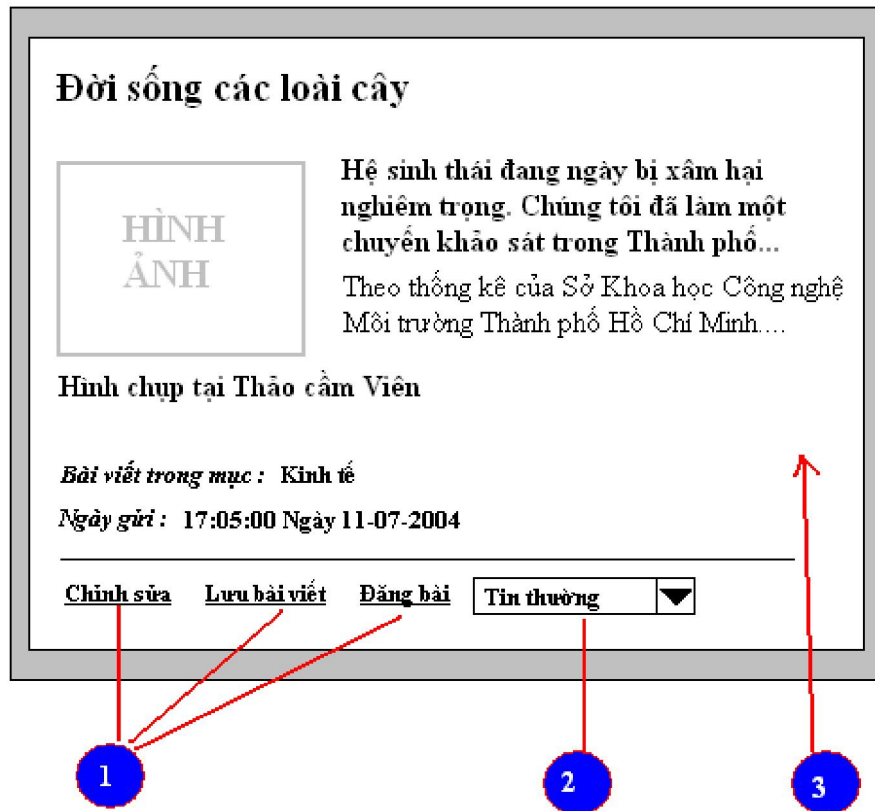 Đời sống các loài cây
HÌNH
ẢNH
Hệ sinh thái đang ngày bị xâm hại
nghiêm trọng. Chúng tôi đã làm một
chuyến khảo sát trong Thành phố...
Theo thống kê của Sở Khoa học Công nghệ
Môi trường Thành phố Hồ Chí Minh....
Hình chụp tại Thảo cầm Viên
Bài viết trong mục : Kinh tế
Ngày gửi : 17:05:00 Ngày 11-07-2004
Chỉnh sửa Lưu bài viết Đăng bài Tin thường
1 2 3